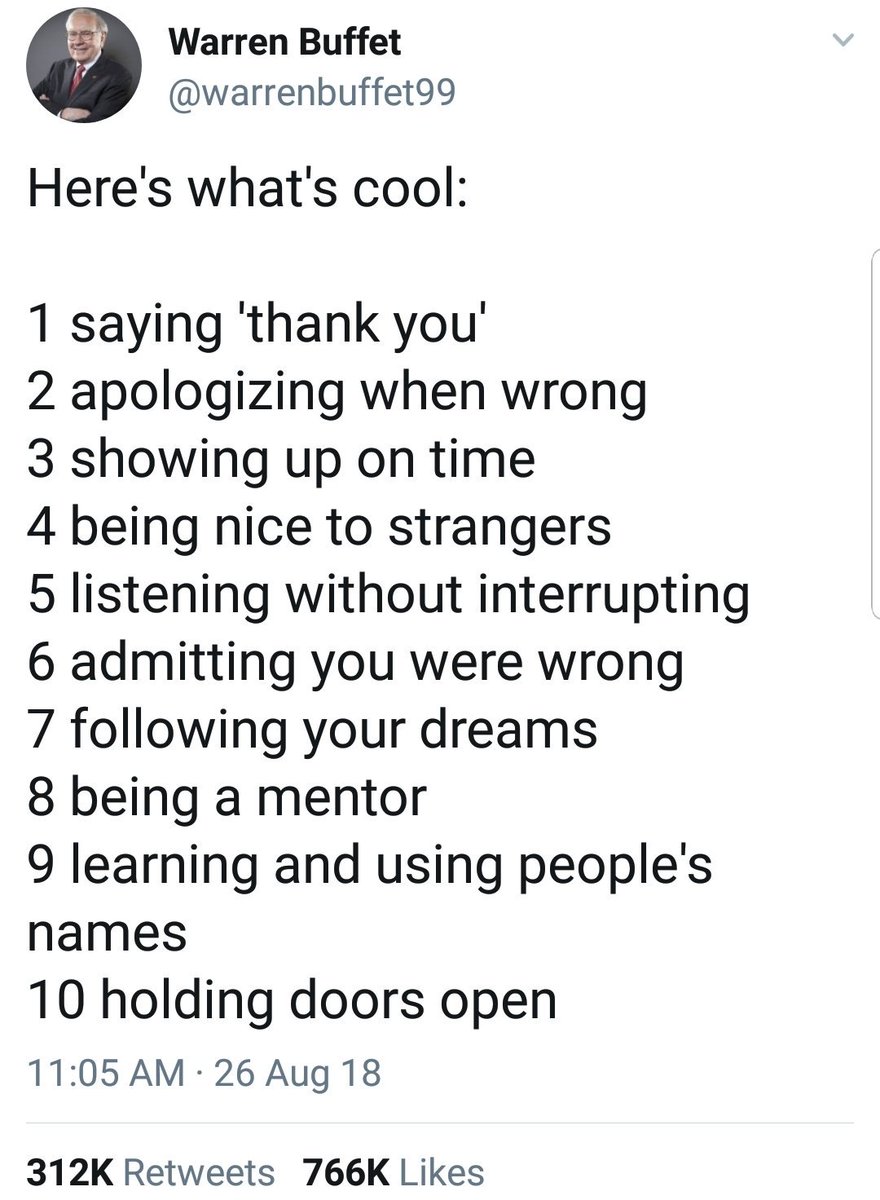 Warren Buffet
@warrenbuffet99
Here's what's cool:
1 saying 'thank you'
2 apologizing when wrong
3 showing up on time
4 being nice to strangers
5 listening without interrupting
6 admitting you were wrong
7 following your dreams
8 being a mentor
9 learning and using people's
names
10 holding doors open
11:05 AM · 26 Aug 18
312K Retweets 766K Likes